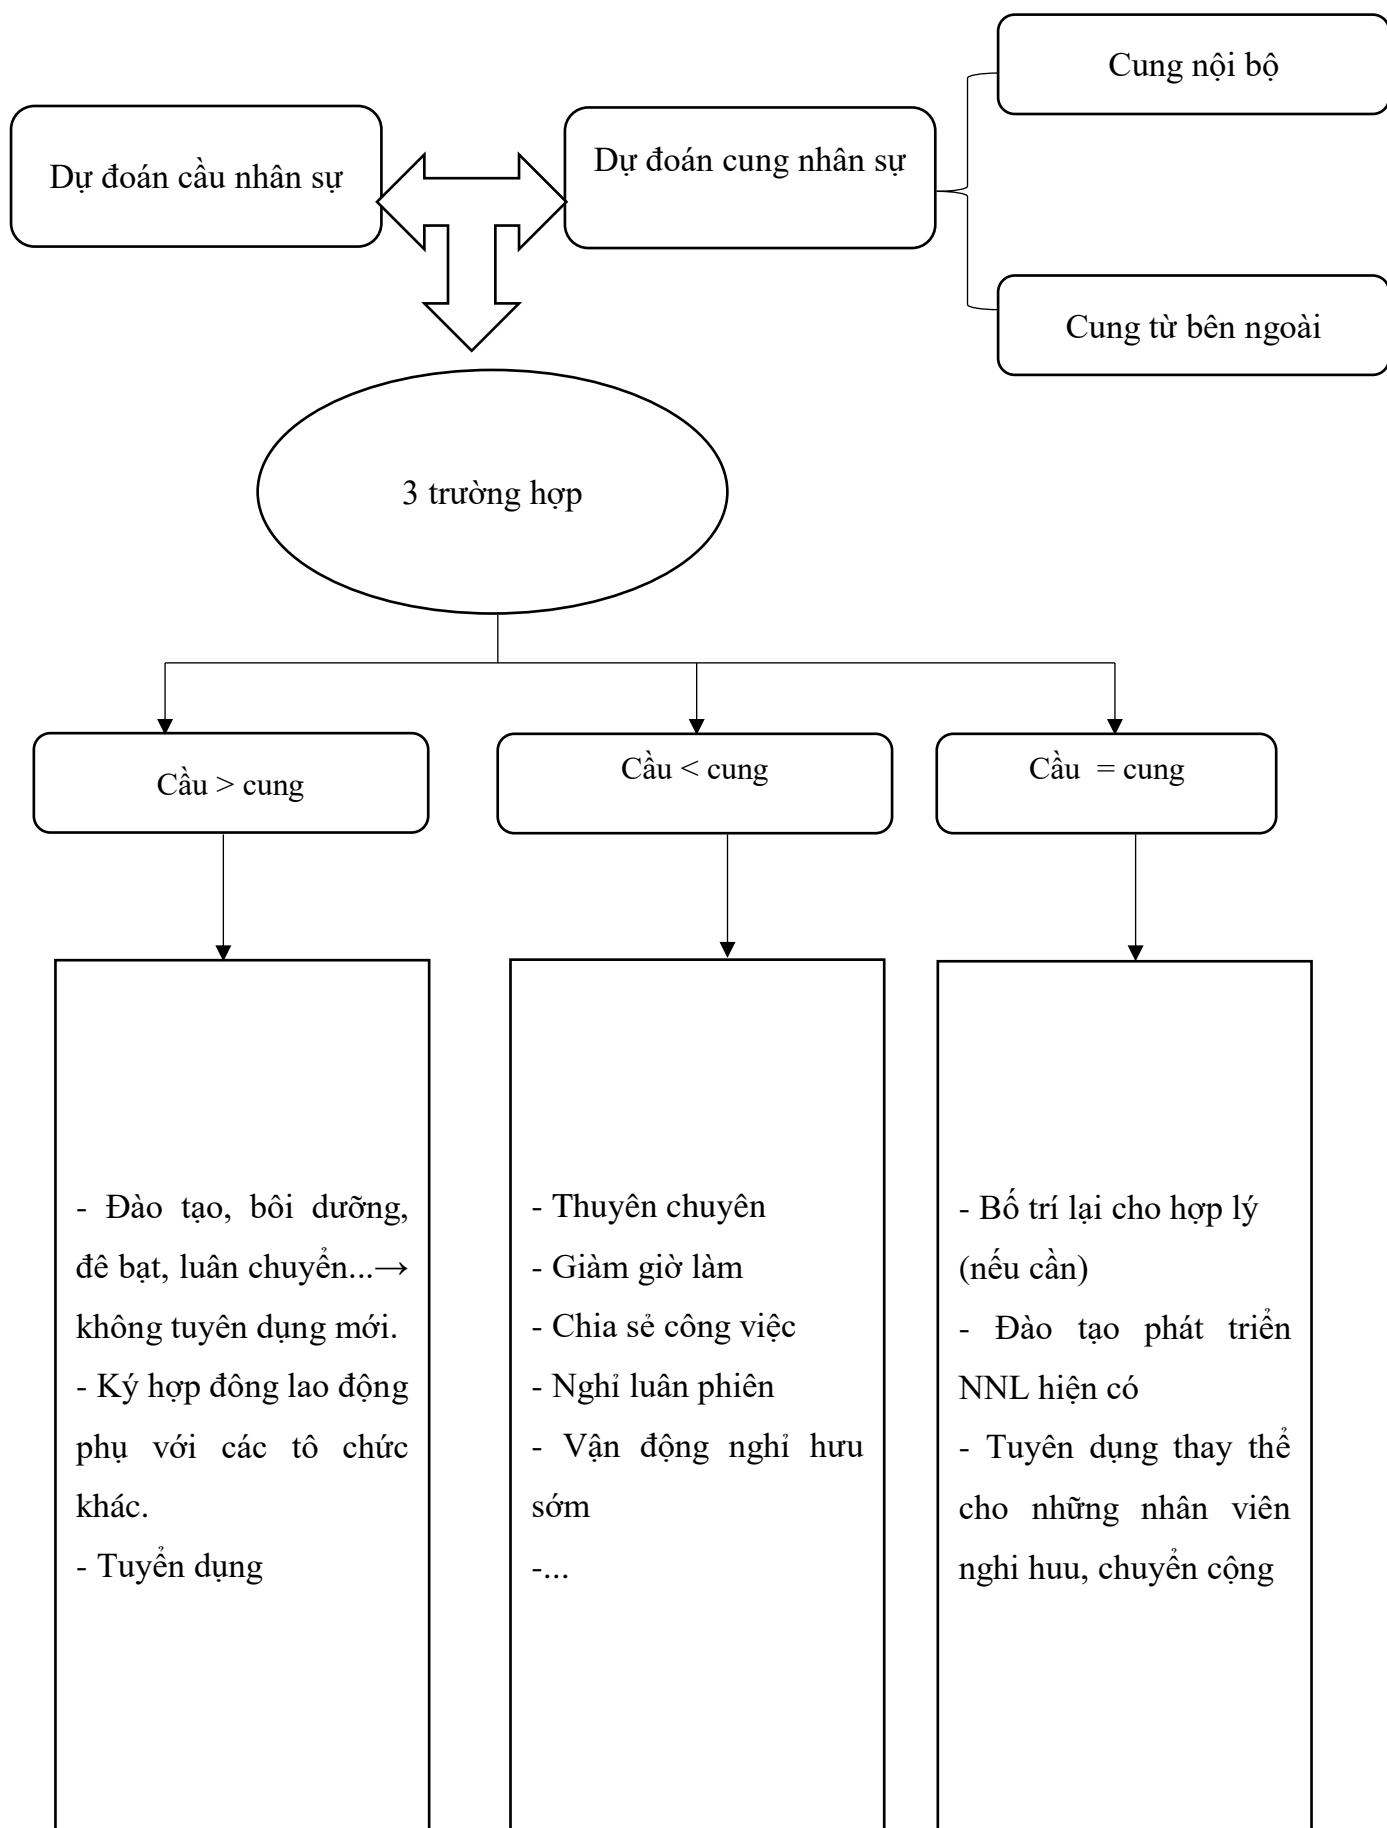 Cung nội bộ
Dự đoán cầu nhân sự
Dự đoán cung nhân sự
Cung từ bên ngoài
3 trường hợp
Cầu > cung
Cầu < cung
Cầu = cung
- Đào tạo, bôi dưỡng,
đê bạt, luân chuyển...→
không tuyên dụng mới.
- Ký hợp đông lao động
phụ với các tô chức
khác.
- Tuyển dụng
- Thuyên chuyên
- Giàm giờ làm
- Chia sẻ công việc
- Nghỉ luân phiên
- Vận động nghỉ hưu
sớm
-...
- Bố trí lại cho hợp lý
(nếu cần)
- Đào tạo phát triển
NNL hiện có
- Tuyên dụng thay thể
cho những nhân viên
nghi huu, chuyển cộng